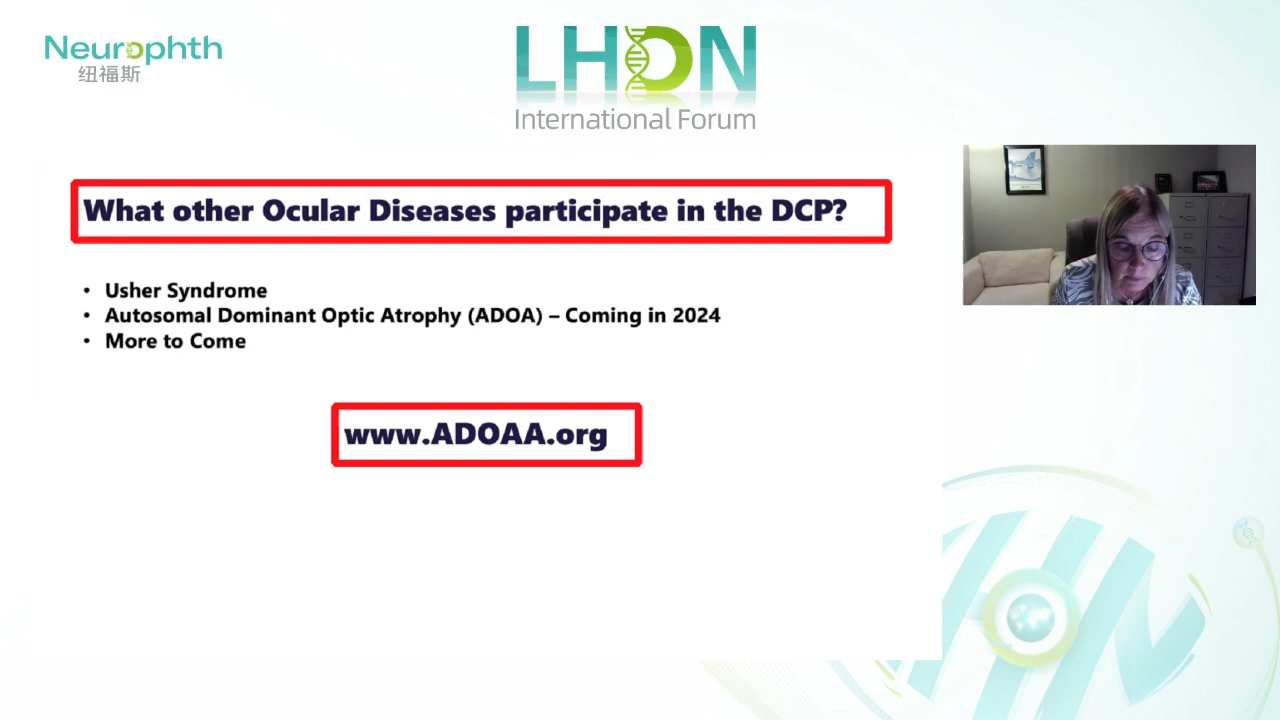 Neurophth
纽福斯
LHON
International Forum
What other Ocular Diseases participate in the DCP?
• Usher Syndrome
• Autosomal Dominant Optic Atrophy (ADOA) – Coming in 2024
• More to Come
www.ADOAA.org